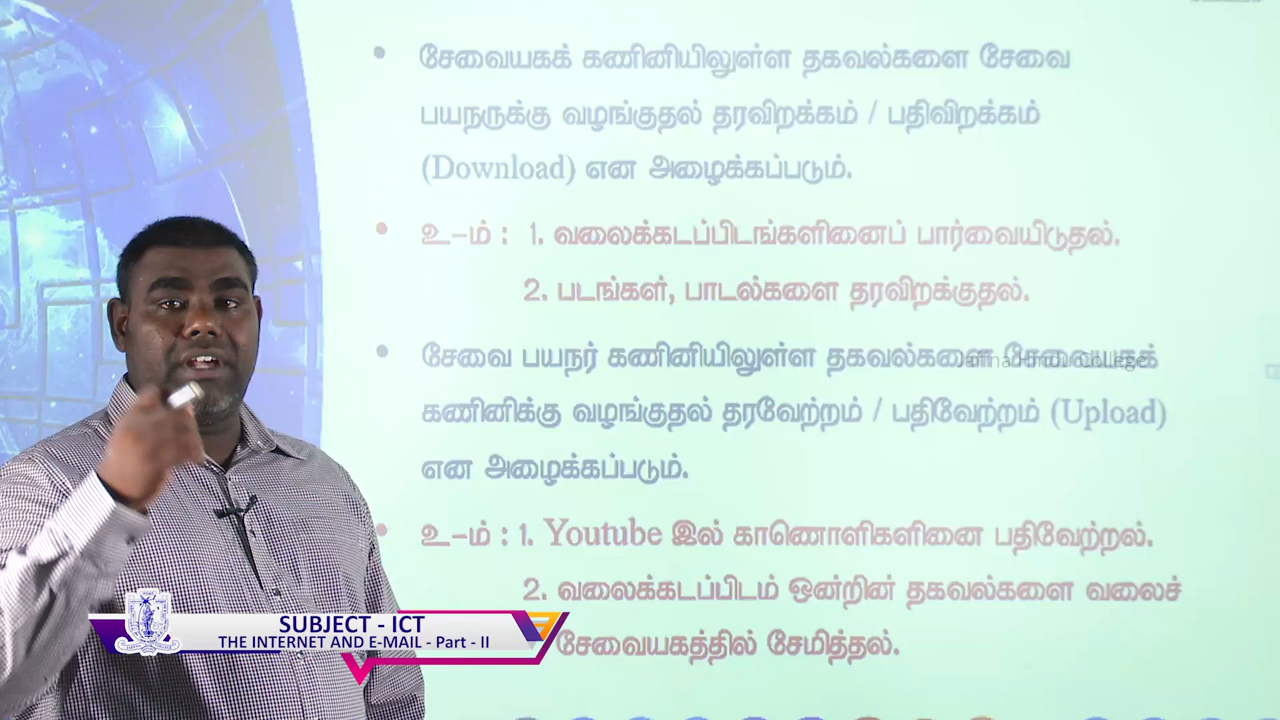 சேவையகக் கணினியிலுள்ள தகவல்களை சேவை
பயநருக்கு வழங்குதல் தரவிறக்கம் / பதிவிறக்கம்
(Download) என அழைக்கப்படும்.
உ-ம் : 1. வலைக்கடப்பிடங்களினைப் பார்வையிடுதல்.
2. படங்கள், பாடல்களை தரவிறக்குதல்.
சேவை பயநர் கணினியிலுள்ள தகவல்களை சேவையகக்
Jaffna Hindu College
கணினிக்கு வழங்குதல் தரவேற்றம் / பதிவேற்றம் (Upload)
என அழைக்கப்படும்.
உ-ம் : 1. Youtube இல் காணொளிகளினை பதிவேற்றல்.
2. வலைக்கடப்பிடம் ஒன்றின் தகவல்களை வலைச்
சேவையகத்தில் சேமித்தல்.
SUBJECT - ICT
THE INTERNET AND E-MAIL - Part - II